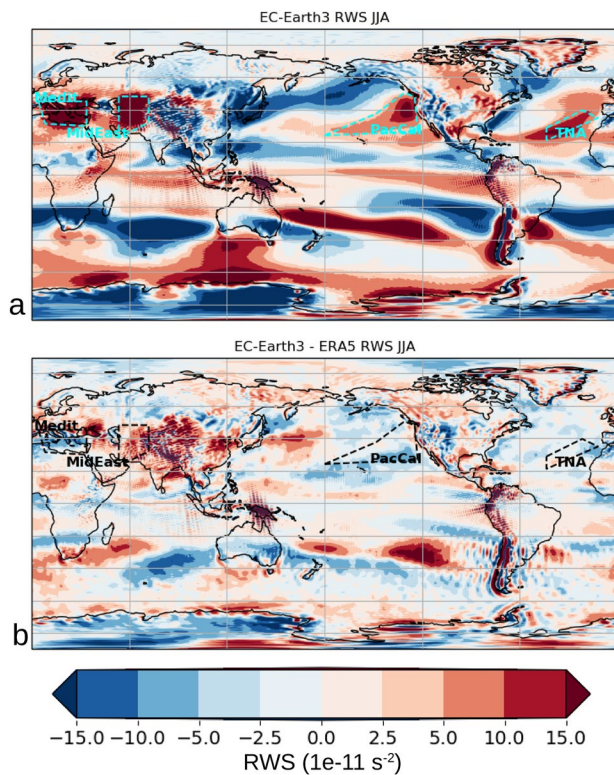 EC-Earth3 RWS JJA
Medit.
MidEast
PacCal
TNA
a
EC-Earth3 - ERA5 RWS JJA
Medit.
MidEast
PacCal
TNA
b
−15.0 −10.0 −5.0 −2.5 0.0 2.5 5.0 10.0 15.0
RWS (1e-11 s⁻²)